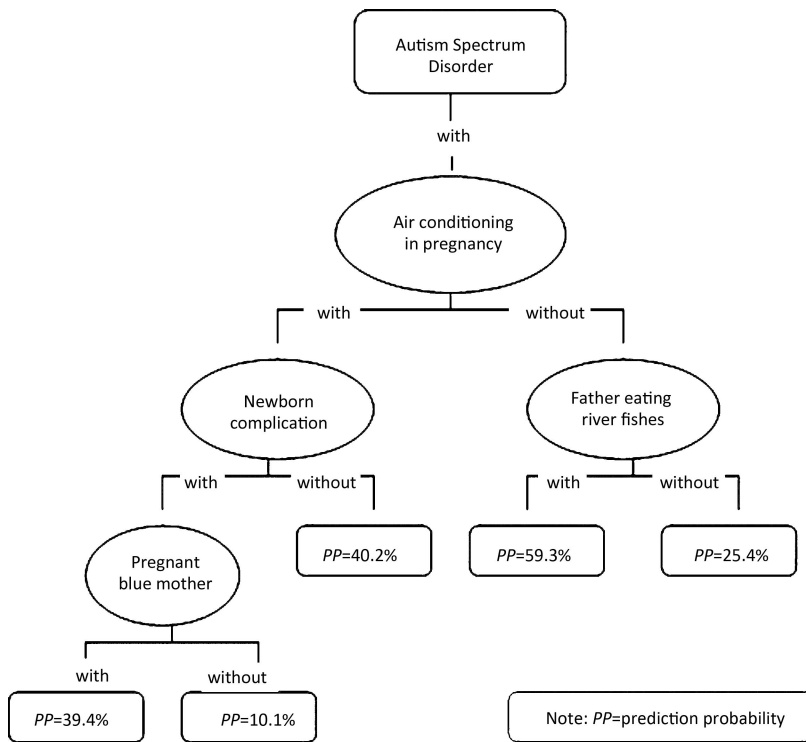 Autism Spectrum
Disorder
with
Air conditioning
in pregnancy
with
without
Newborn
complication
Father eating
river fishes
with
without
with
without
Pregnant
blue mother
PP=40.2%
PP=59.3%
PP=25.4%
with
without
PP=39.4%
PP=10.1%
Note: PP=prediction probability